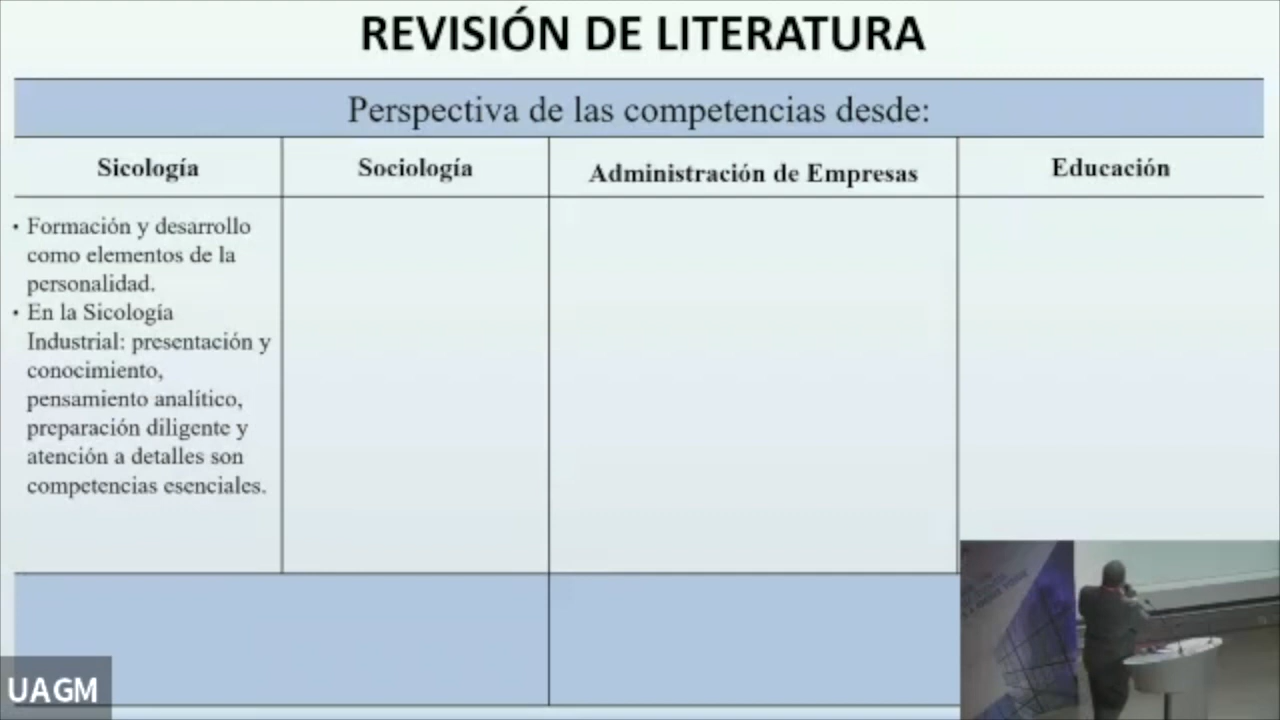 REVISIÓN DE LITERATURA
Perspectiva de las competencias desde:
Sicología
Sociología
Administración de Empresas
Educación
• Formación y desarrollo
como elementos de la
personalidad.
• En la Sicología
Industrial: presentación y
conocimiento,
pensamiento analítico,
preparación diligente y
atención a detalles son
competencias esenciales.
UAGM